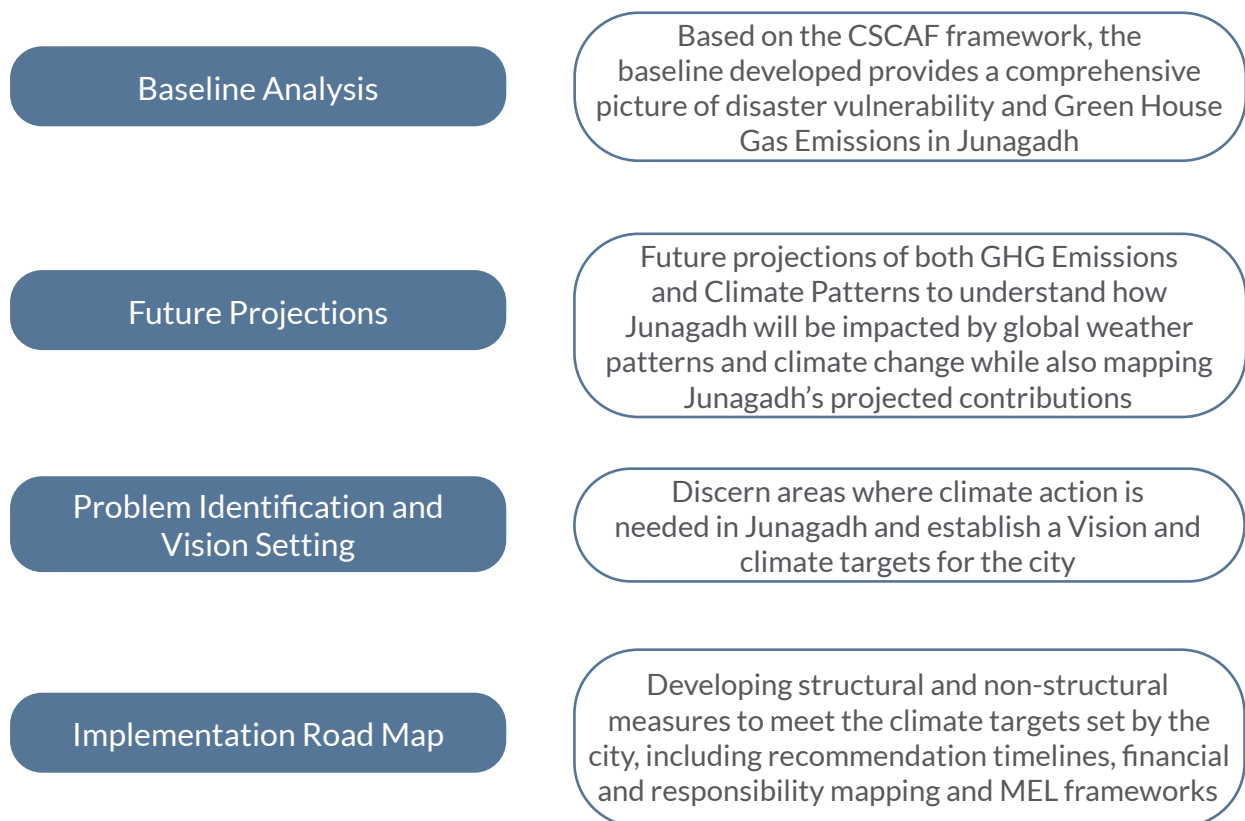 Baseline Analysis
Based on the CSCAF framework, the
baseline developed provides a comprehensive
picture of disaster vulnerability and Green House
Gas Emissions in Junagadh
Future Projections
Future projections of both GHG Emissions
and Climate Patterns to understand how
Junagadh will be impacted by global weather
patterns and climate change while also mapping
Junagadh’s projected contributions
Problem Identification and
Vision Setting
Discern areas where climate action is
needed in Junagadh and establish a Vision and
climate targets for the city
Implementation Road Map
Developing structural and non-structural
measures to meet the climate targets set by the
city, including recommendation timelines, financial
and responsibility mapping and MEL frameworks